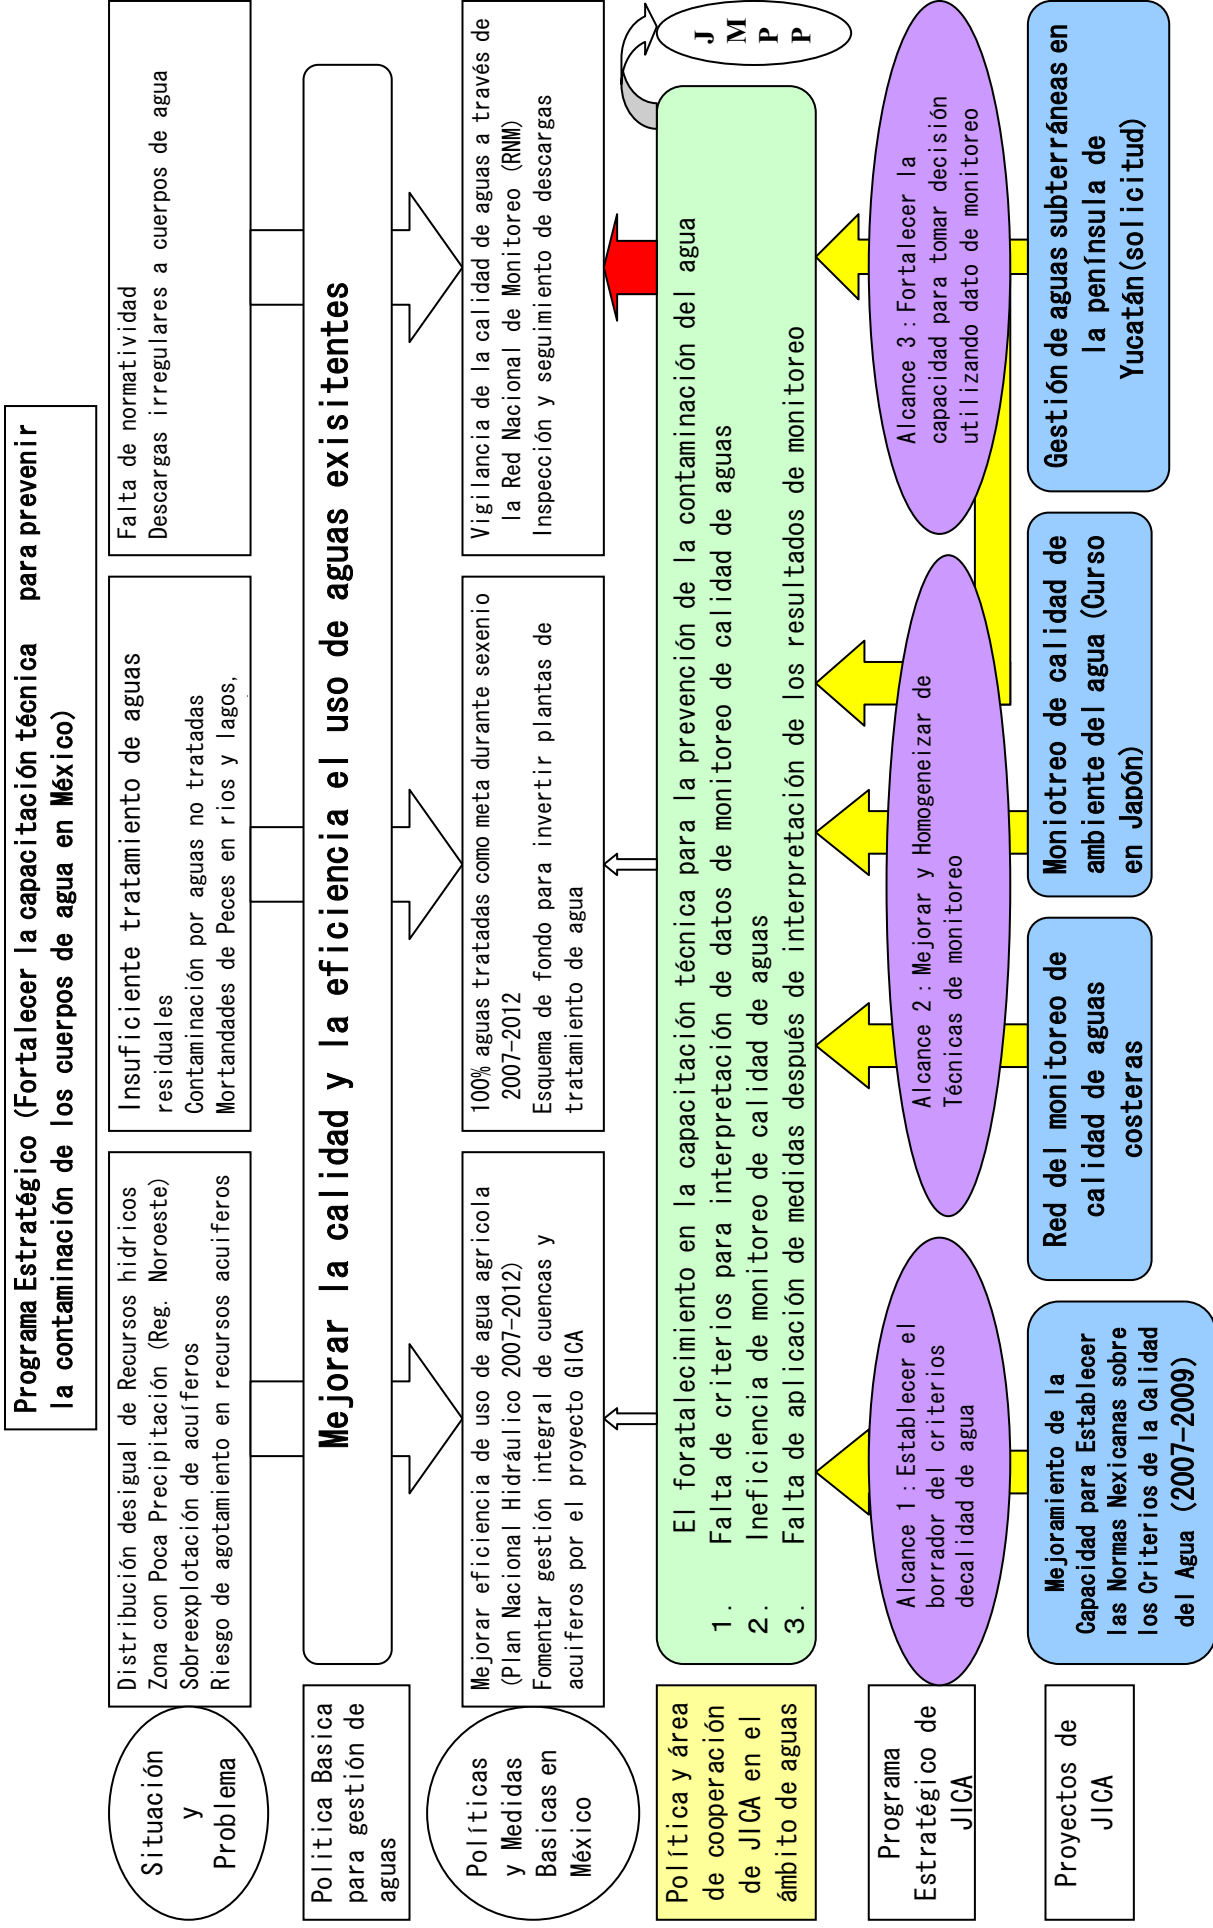 Programa Estratégico (Fortalecer la capacitación técnica para prevenir
la contaminación de los cuerpos de agua en México)
Situación
y
Problema
Distribución desigual de Recursos hidricos
Zona con Poca Precipitación (Reg. Noroeste)
Sobreexplotación de acuíferos
Riesgo de agotamiento en recursos acuiferos
Insuficiente tratamiento de aguas
residuales
Contaminación por aguas no tratadas
Mortandades de Peces en rios y lagos,
Falta de normatividad
Descargas irregulares a cuerpos de agua
Politica Basica
para gestión de
aguas
Mejorar la calidad y la eficiencia el uso de aguas exisitentes
Políticas
y Medidas
Basicas en
México
Mejorar eficiencia de uso de agua agricola
(Plan Nacional Hidráulico 2007-2012)
Fomentar gestión integral de cuencas y
acuiferos por el proyecto GICA
100% aguas tratadas como meta durante sexenio
2007-2012
Esquema de fondo para invertir plantas de
tratamiento de agua
Vigilancia de la calidad de aguas a través de
la Red Nacional de Monitoreo (RNM)
Inspección y seguimiento de descargas
Política y área
de cooperación
de JICA en el
ámbito de aguas
El foratalecimiento en la capacitación técnica para la prevención de la contaminación del agua
1. Falta de criterios para interpretación de datos de monitoreo de calidad de aguas
2. Ineficiencia de monitoreo de calidad de aguas
3. Falta de aplicación de medidas después de interpretación de los resultados de monitoreo
J
M
P
P
Programa
Estratégico de
JICA
Alcance 1：Establecer el
borrador del criterios
decalidad de agua
Alcance 2：Mejorar y Homogeneizar de
Técnicas de monitoreo
Alcance 3：Fortalecer la
capacidad para tomar decisión
utilizando dato de monitoreo
Proyectos de
JICA
Mejoramiento de la
Capacidad para Establecer
las Normas Nexicanas sobre
los Criterios de la Calidad
del Agua (2007-2009)
Red del monitoreo de
calidad de aguas
costeras
Moniotreo de calidad de
ambiente del agua (Curso
en Japón)
Gestión de aguas subterráneas en
la península de
Yucatán(solicitud)